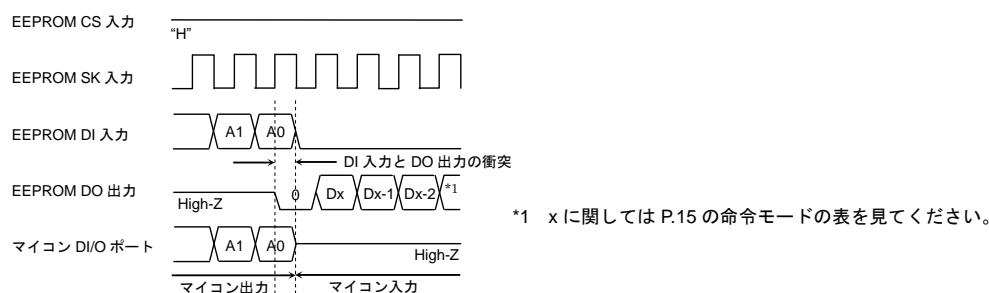 EEPROM CS 入力
“H”
EEPROM SK 入力
EEPROM DI 入力
A1 A0
DI 入力と DO 出力の衝突
EEPROM DO 出力
High-Z
0 Dx Dx-1 Dx-2 *1
*1 x に関しては P.15 の命令モードの表を見てください。
マイコン DI/O ポート
A1 A0
High-Z
マイコン出力 マイコン入力